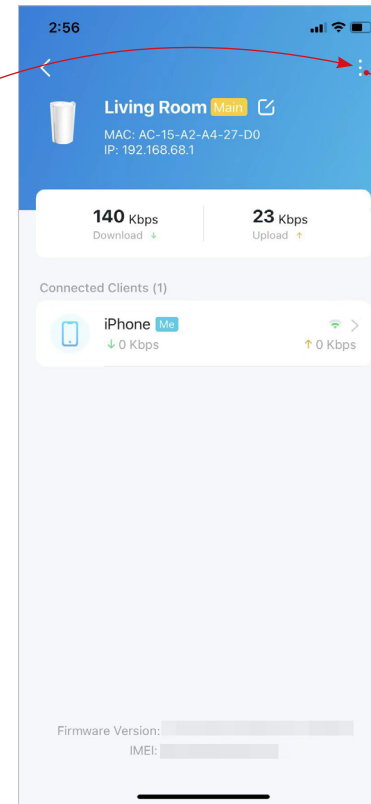 2:56
Living Room Main
MAC: AC-15-A2-A4-27-D0
IP: 192.168.68.1
140 Kbps 23 Kbps
Download ↓ Upload ↑
Connected Clients (1)
iPhone Me
↓ 0 Kbps ↑ 0 Kbps
Firmware Version:
IMEI: